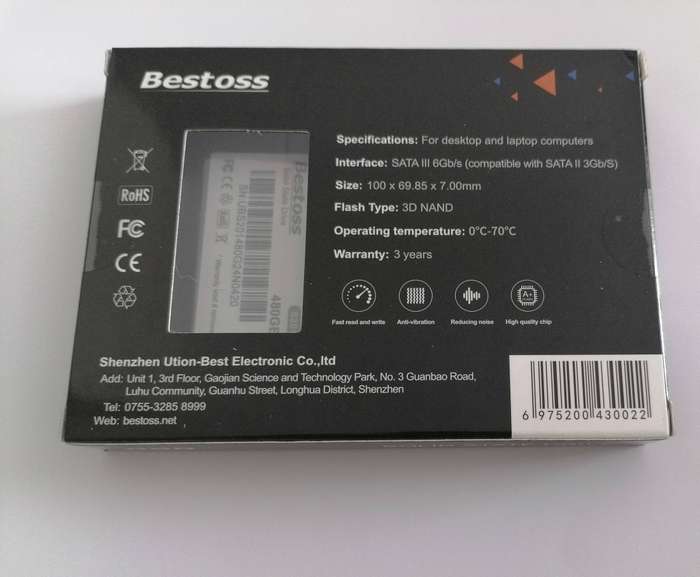 Bestoss
Specifications: For desktop and laptop computers
Interface: SATA III 6Gb/s (compatible with SATA II 3Gb/S)
Size: 100 x 69.85 x 7.00mm
Flash Type: 3D NAND
Operating temperature: 0℃-70℃
Warranty: 3 years
RoHS
FC
CE
Bestoss
Solid State Drive
480GB
A+
Fast read and write
Anti-vibration
Reducing noise
High quality chip
Shenzhen Ution-Best Electronic Co.,ltd
Add: Unit 1, 3rd Floor, Gaojian Science and Technology Park, No. 3 Guanbao Road,
Luhu Community, Guanhu Street, Longhua District, Shenzhen
Tel: 0755-3285 8999
Web: bestoss.net
6 975200 430022